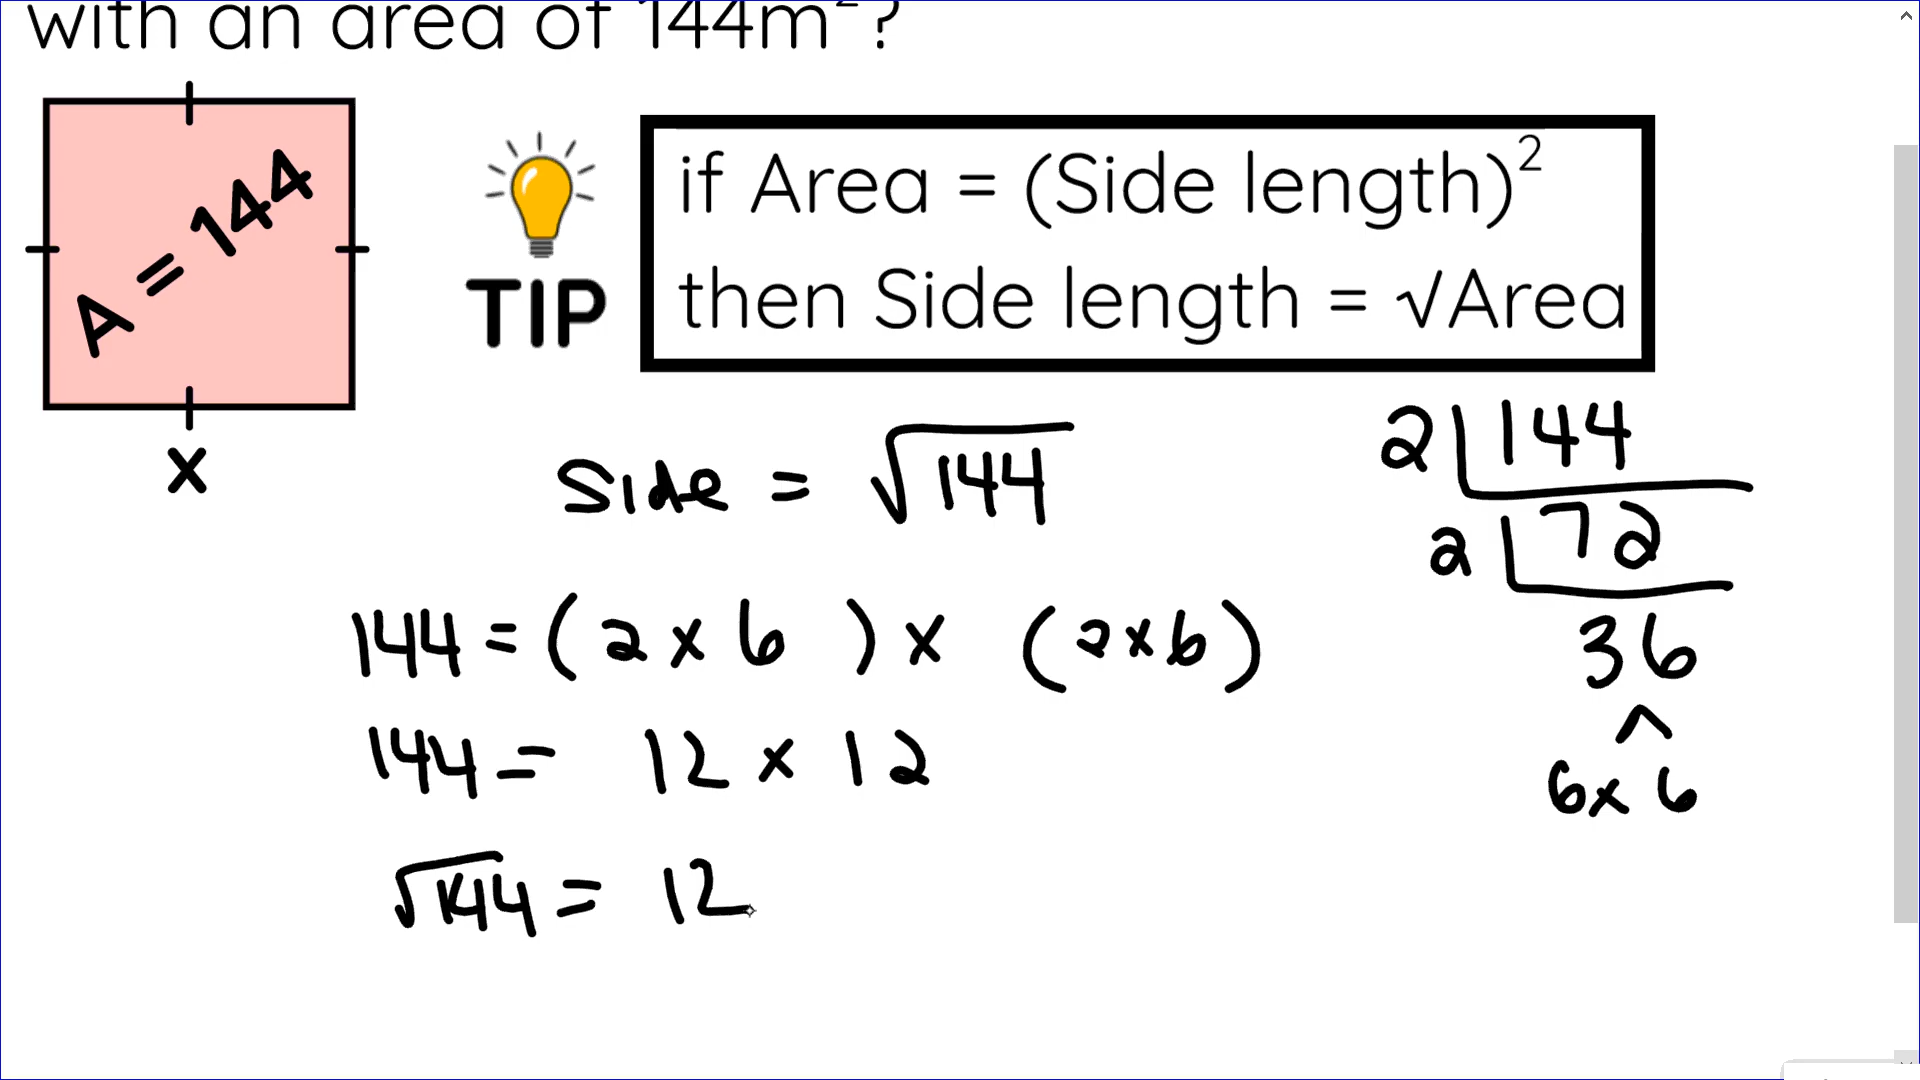 with an area of 144m²?
A = 144
x
TIP
if Area = (Side length)²
then Side length = √Area
Side = √144
144 = (2 x 6) x (2x6)
144 = 12 x 12
√144 = 12
2 144
2 72
36
6x6